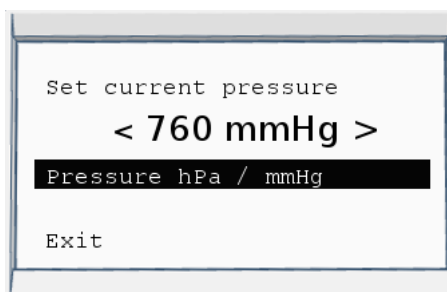 Set current pressure
< 760 mmHg >
Pressure hPa / mmHg
Exit